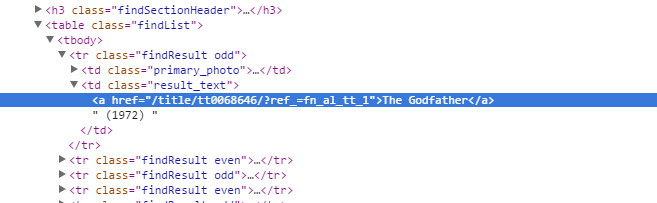 ▶<h3 class="findSectionHeader">…</h3>
▼<table class="findList">
▼<tbody>
▼<tr class="findResult odd">
▶<td class="primary_photo">…</td>
▼<td class="result_text">
<a href="/title/tt0068646/?ref_=fn_al_tt_1">The Godfather</a>
" (1972) "
</td>
</tr>
▶<tr class="findResult even">…</tr>
▶<tr class="findResult odd">…</tr>
▶<tr class="findResult even">…</tr>